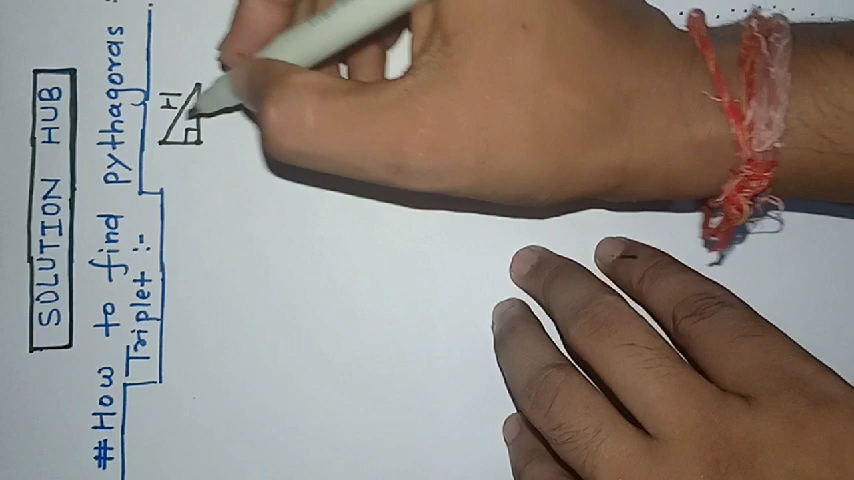 SOLUTION HUB
# How to find pythagoras :
Triplet :-
H